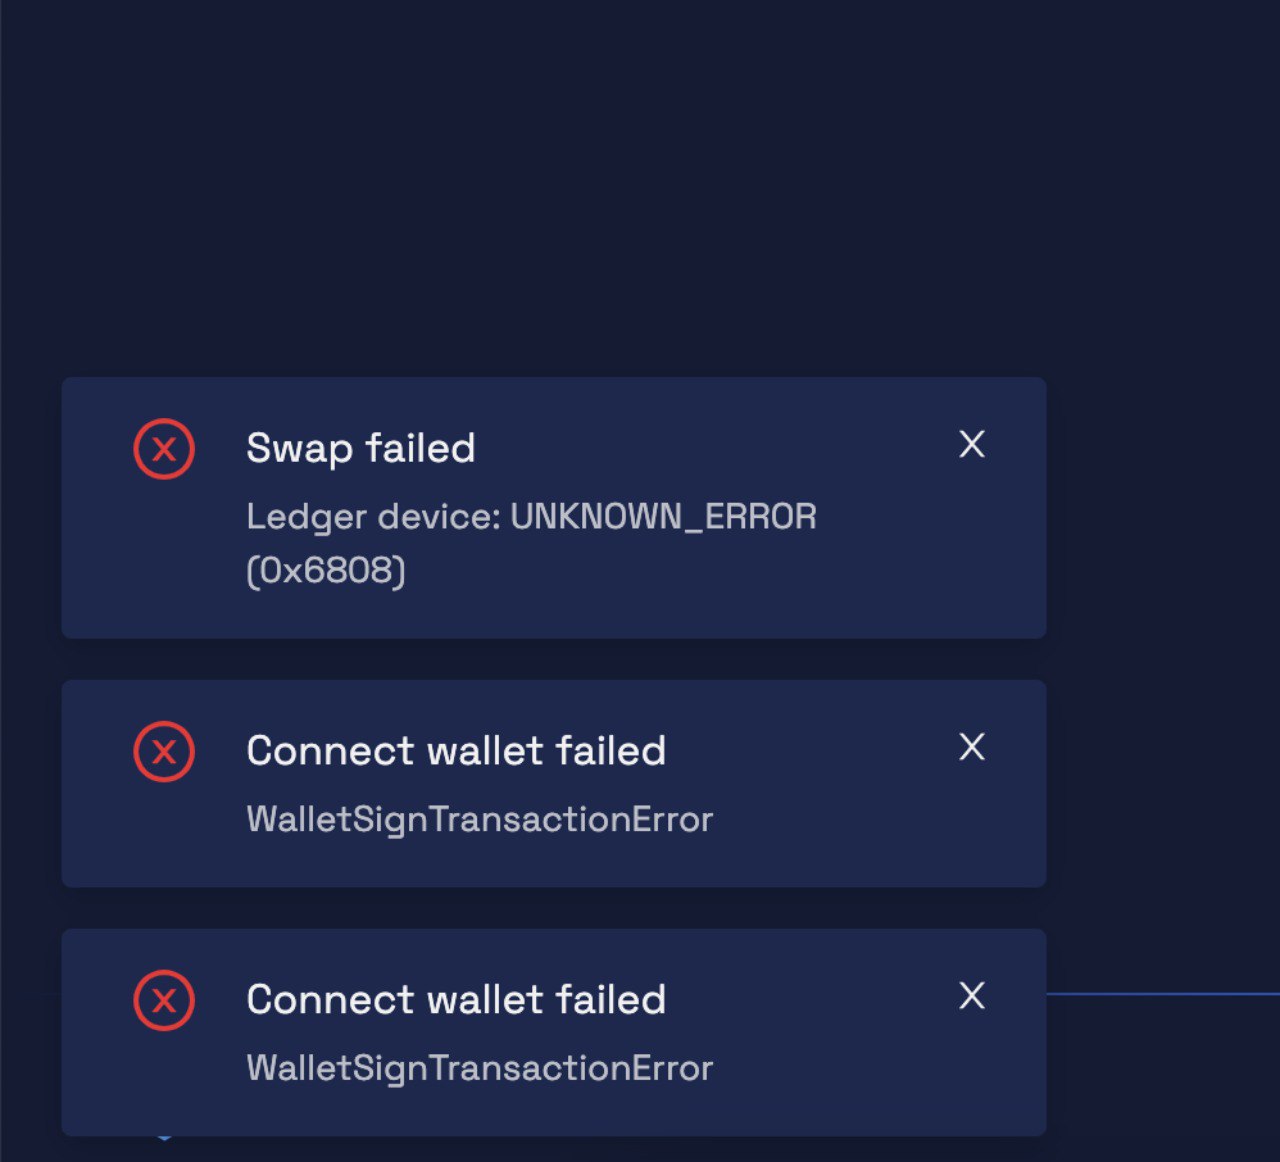 Swap failed
Ledger device: UNKNOWN_ERROR
(0x6808)
Connect wallet failed
WalletSignTransactionError
Connect wallet failed
WalletSignTransactionError